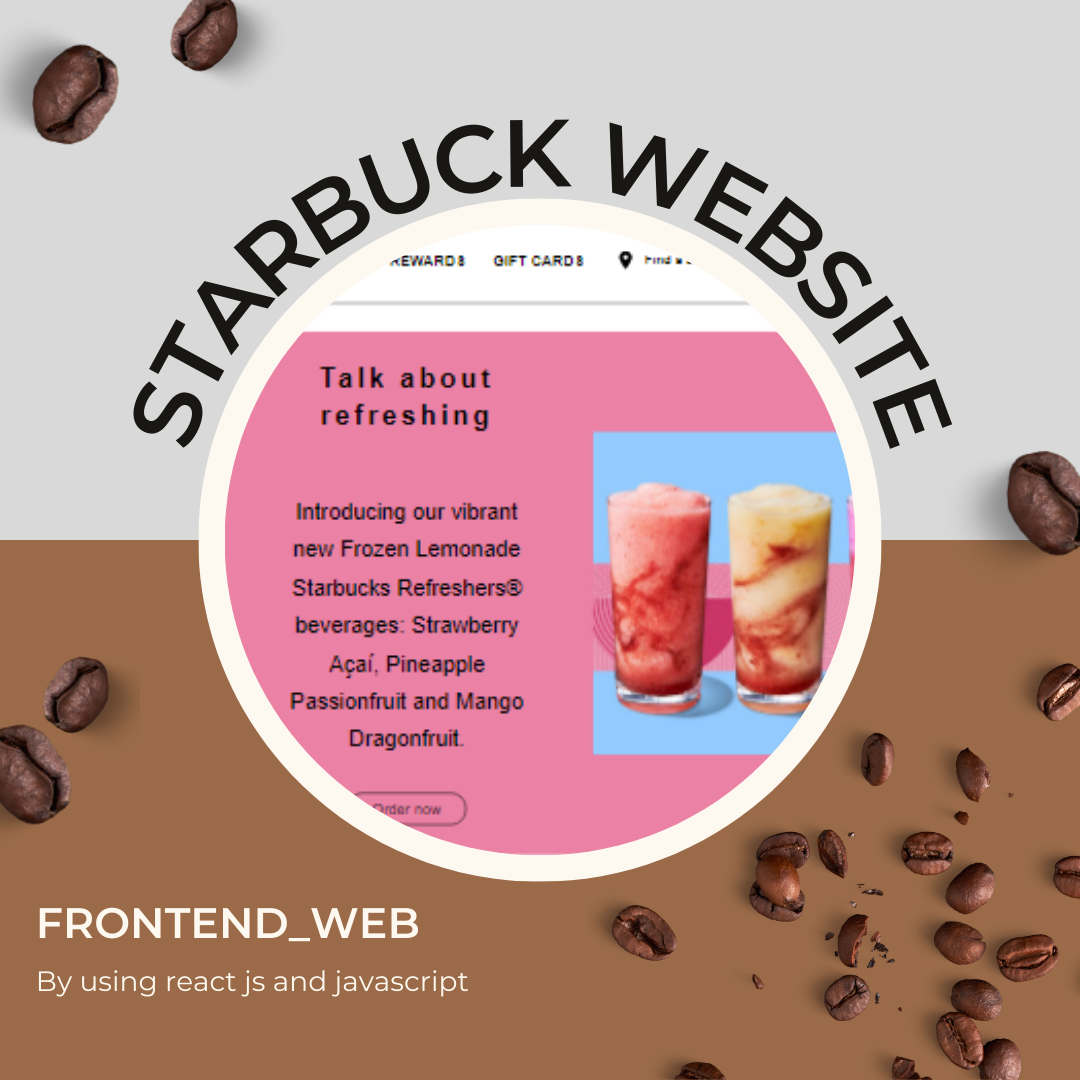 STARBUCK WEBSITE
REWARDS GIFT CARDS Find a
Talk about
refreshing
Introducing our vibrant
new Frozen Lemonade
Starbucks Refreshers®
beverages: Strawberry
Açaí, Pineapple
Passionfruit and Mango
Dragonfruit.
Order now
FRONTEND_WEB
By using react js and javascript